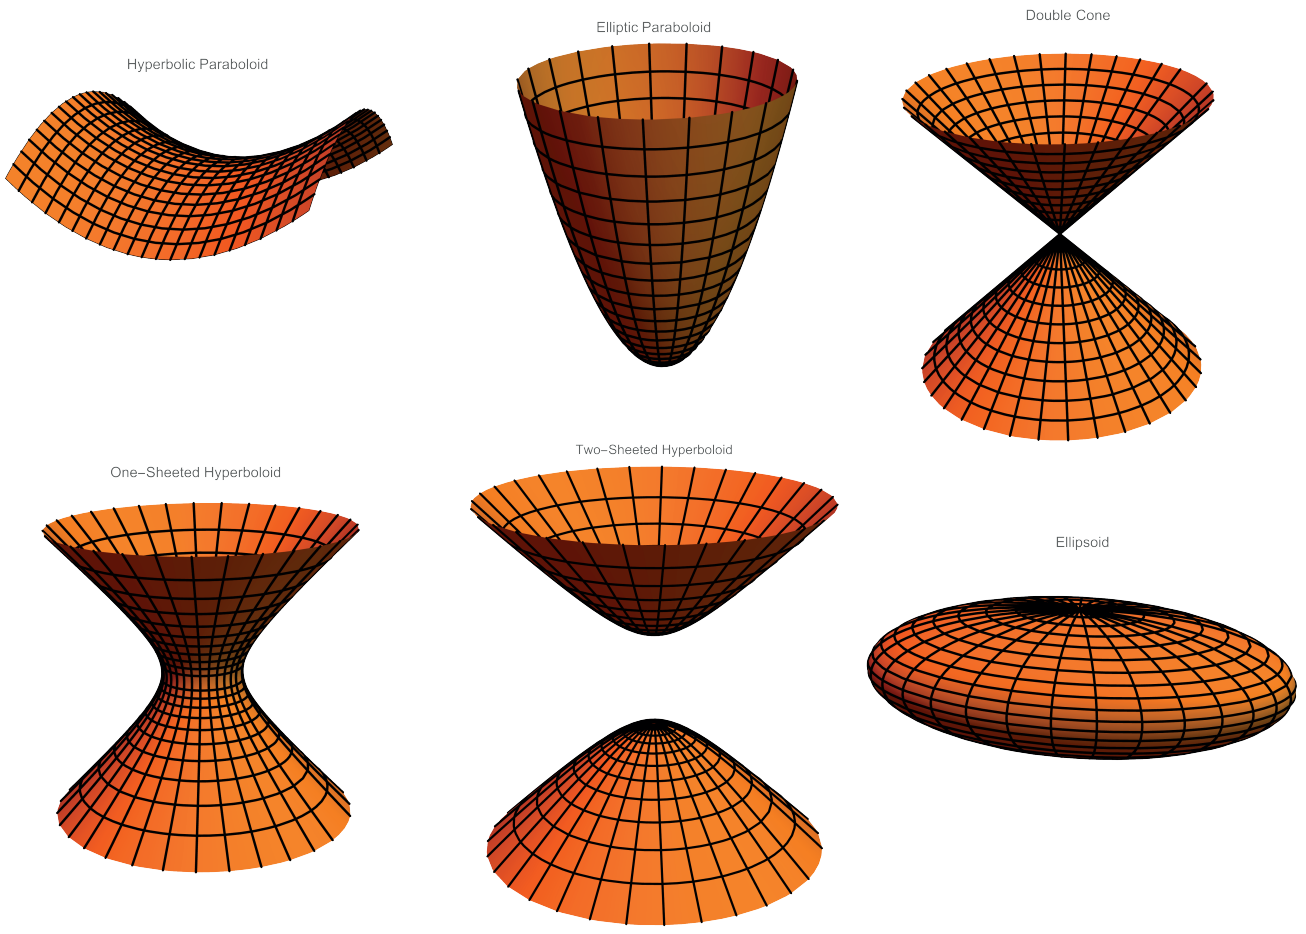 Hyperbolic Paraboloid
Elliptic Paraboloid
Double Cone
One−Sheeted Hyperboloid
Two−Sheeted Hyperboloid
Ellipsoid